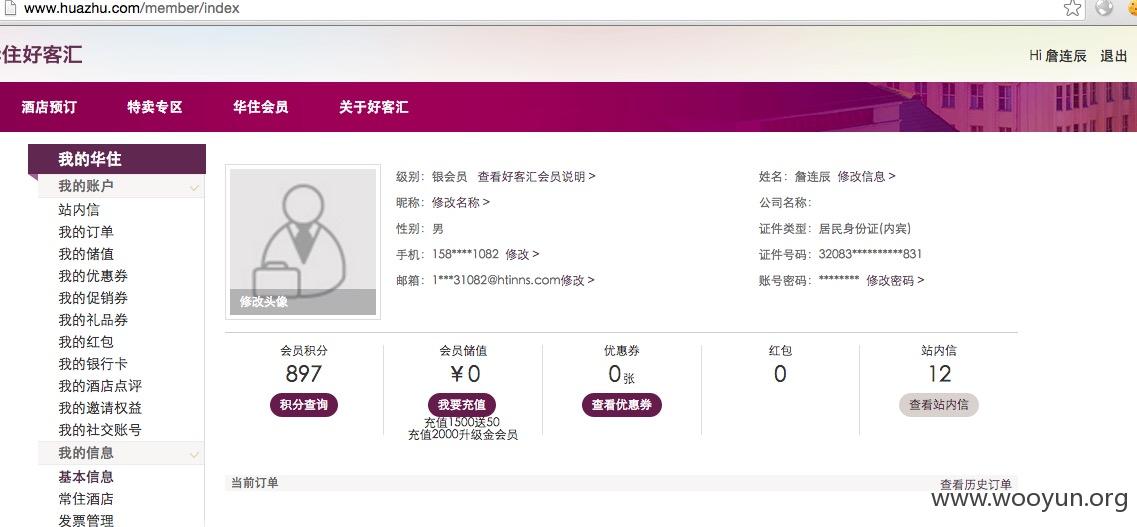 www.huazhu.com/member/index
住好客汇
Hi 詹连辰 退出
酒店预订 特卖专区 华住会员 关于好客汇
我的华住
我的账户
站内信
我的订单
我的储值
我的优惠券
我的促销券
我的礼品券
我的红包
我的银行卡
我的酒店点评
我的邀请权益
我的社交账号
我的信息
基本信息
常住酒店
发票管理
修改头像
级别: 银会员 查看好客汇会员说明 >
昵称: 修改名称 >
性别: 男
手机: 158****1082 修改 >
邮箱: 1***31082@htinns.com修改 >
姓名: 詹连辰 修改信息 >
公司名称:
证件类型: 居民身份证(内宾)
证件号码: 32083**********831
账号密码: ******** 修改密码 >
会员积分
897
积分查询
会员储值
¥0
我要充值
充值1500送50
充值2000升级金会员
优惠券
0 张
查看优惠券
红包
0
站内信
12
查看站内信
当前订单
查看历史订单
www.wooyun.org